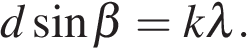 d sin β = kλ.